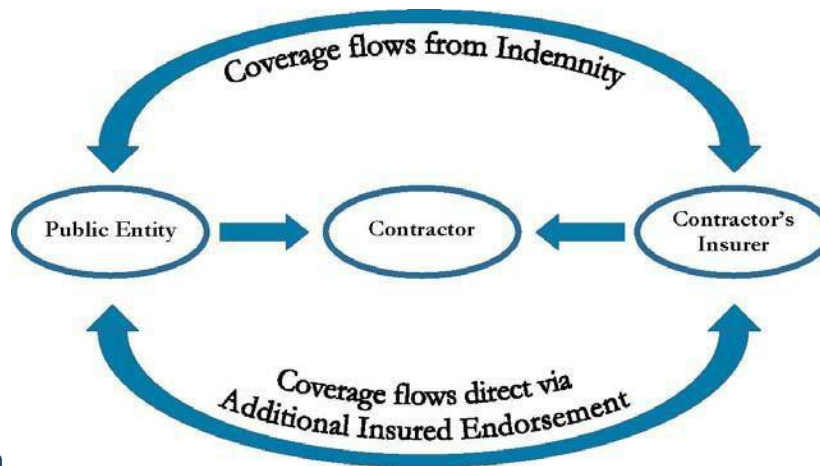 Coverage flows from Indemnity
Public Entity
Contractor
Contractor's
Insurer
Coverage flows direct via
Additional Insured Endorsement